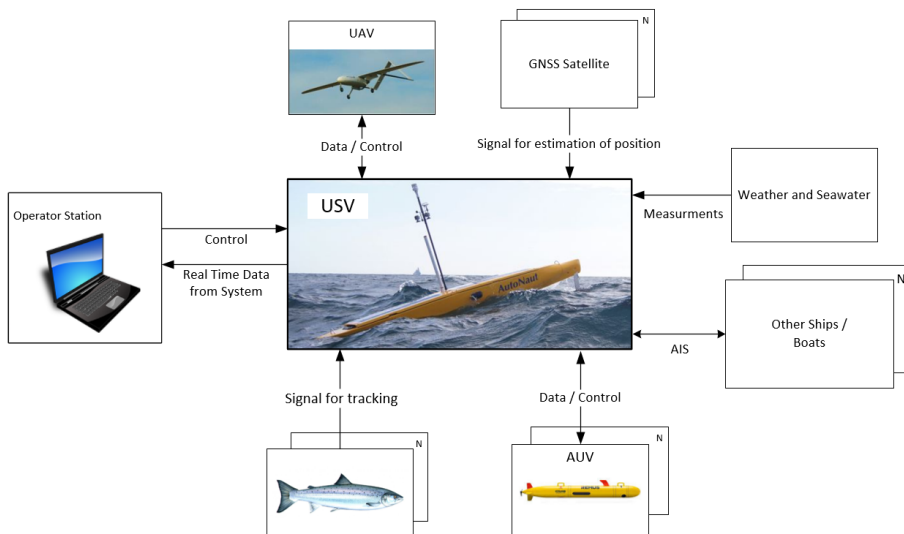 UAV
N
GNSS Satellite
Data / Control
Signal for estimation of position
USV
AutoNaut
Weather and Seawater
Measurments
Operator Station
Control
Real Time Data
from System
N
Other Ships /
Boats
AIS
Signal for tracking
Data / Control
N
N
AUV
REMUS